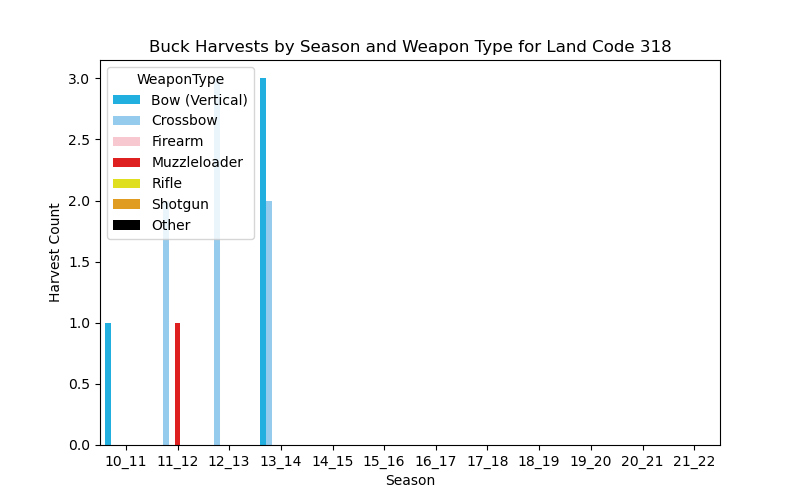 Buck Harvests by Season and Weapon Type for Land Code 318
WeaponType
Bow (Vertical)
Crossbow
Firearm
Muzzleloader
Rifle
Shotgun
Other
3.0
2.5
2.0
1.5
1.0
0.5
0.0
Harvest Count
10_11 11_12 12_13 13_14 14_15 15_16 16_17 17_18 18_19 19_20 20_21 21_22
Season